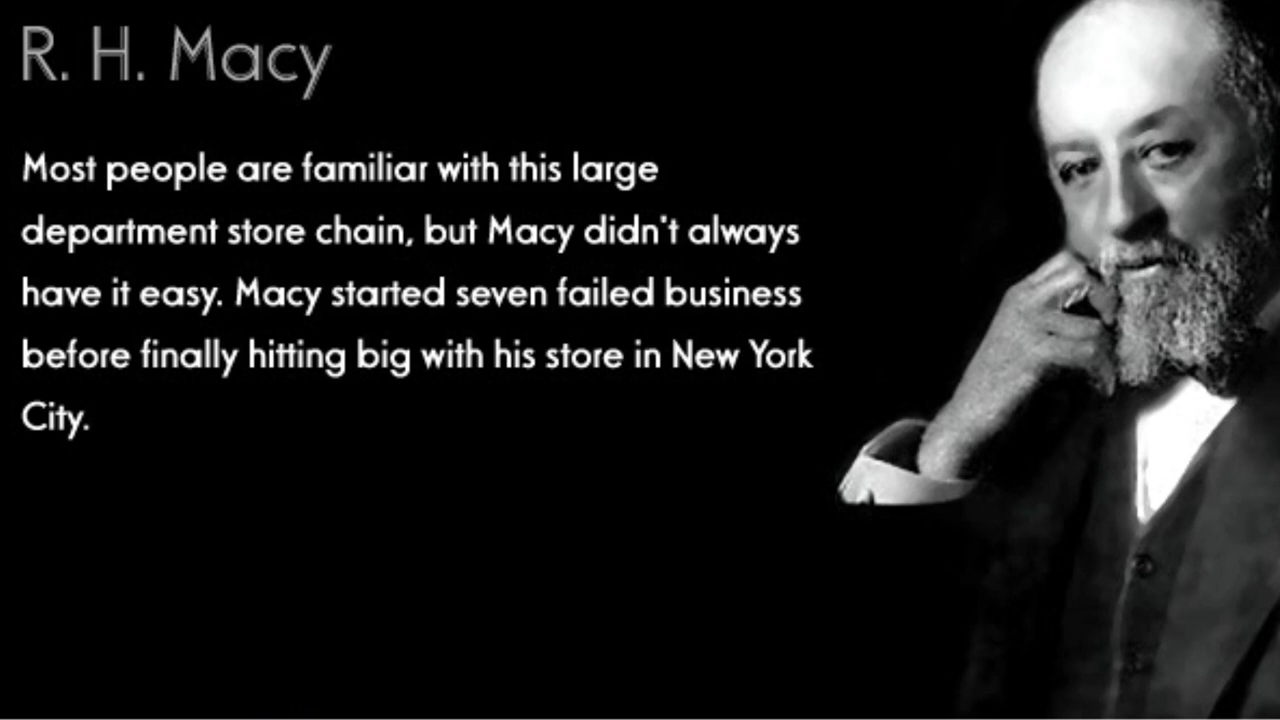 R. H. Macy
Most people are familiar with this large
department store chain, but Macy didn't always
have it easy. Macy started seven failed business
before finally hitting big with his store in New York
City.